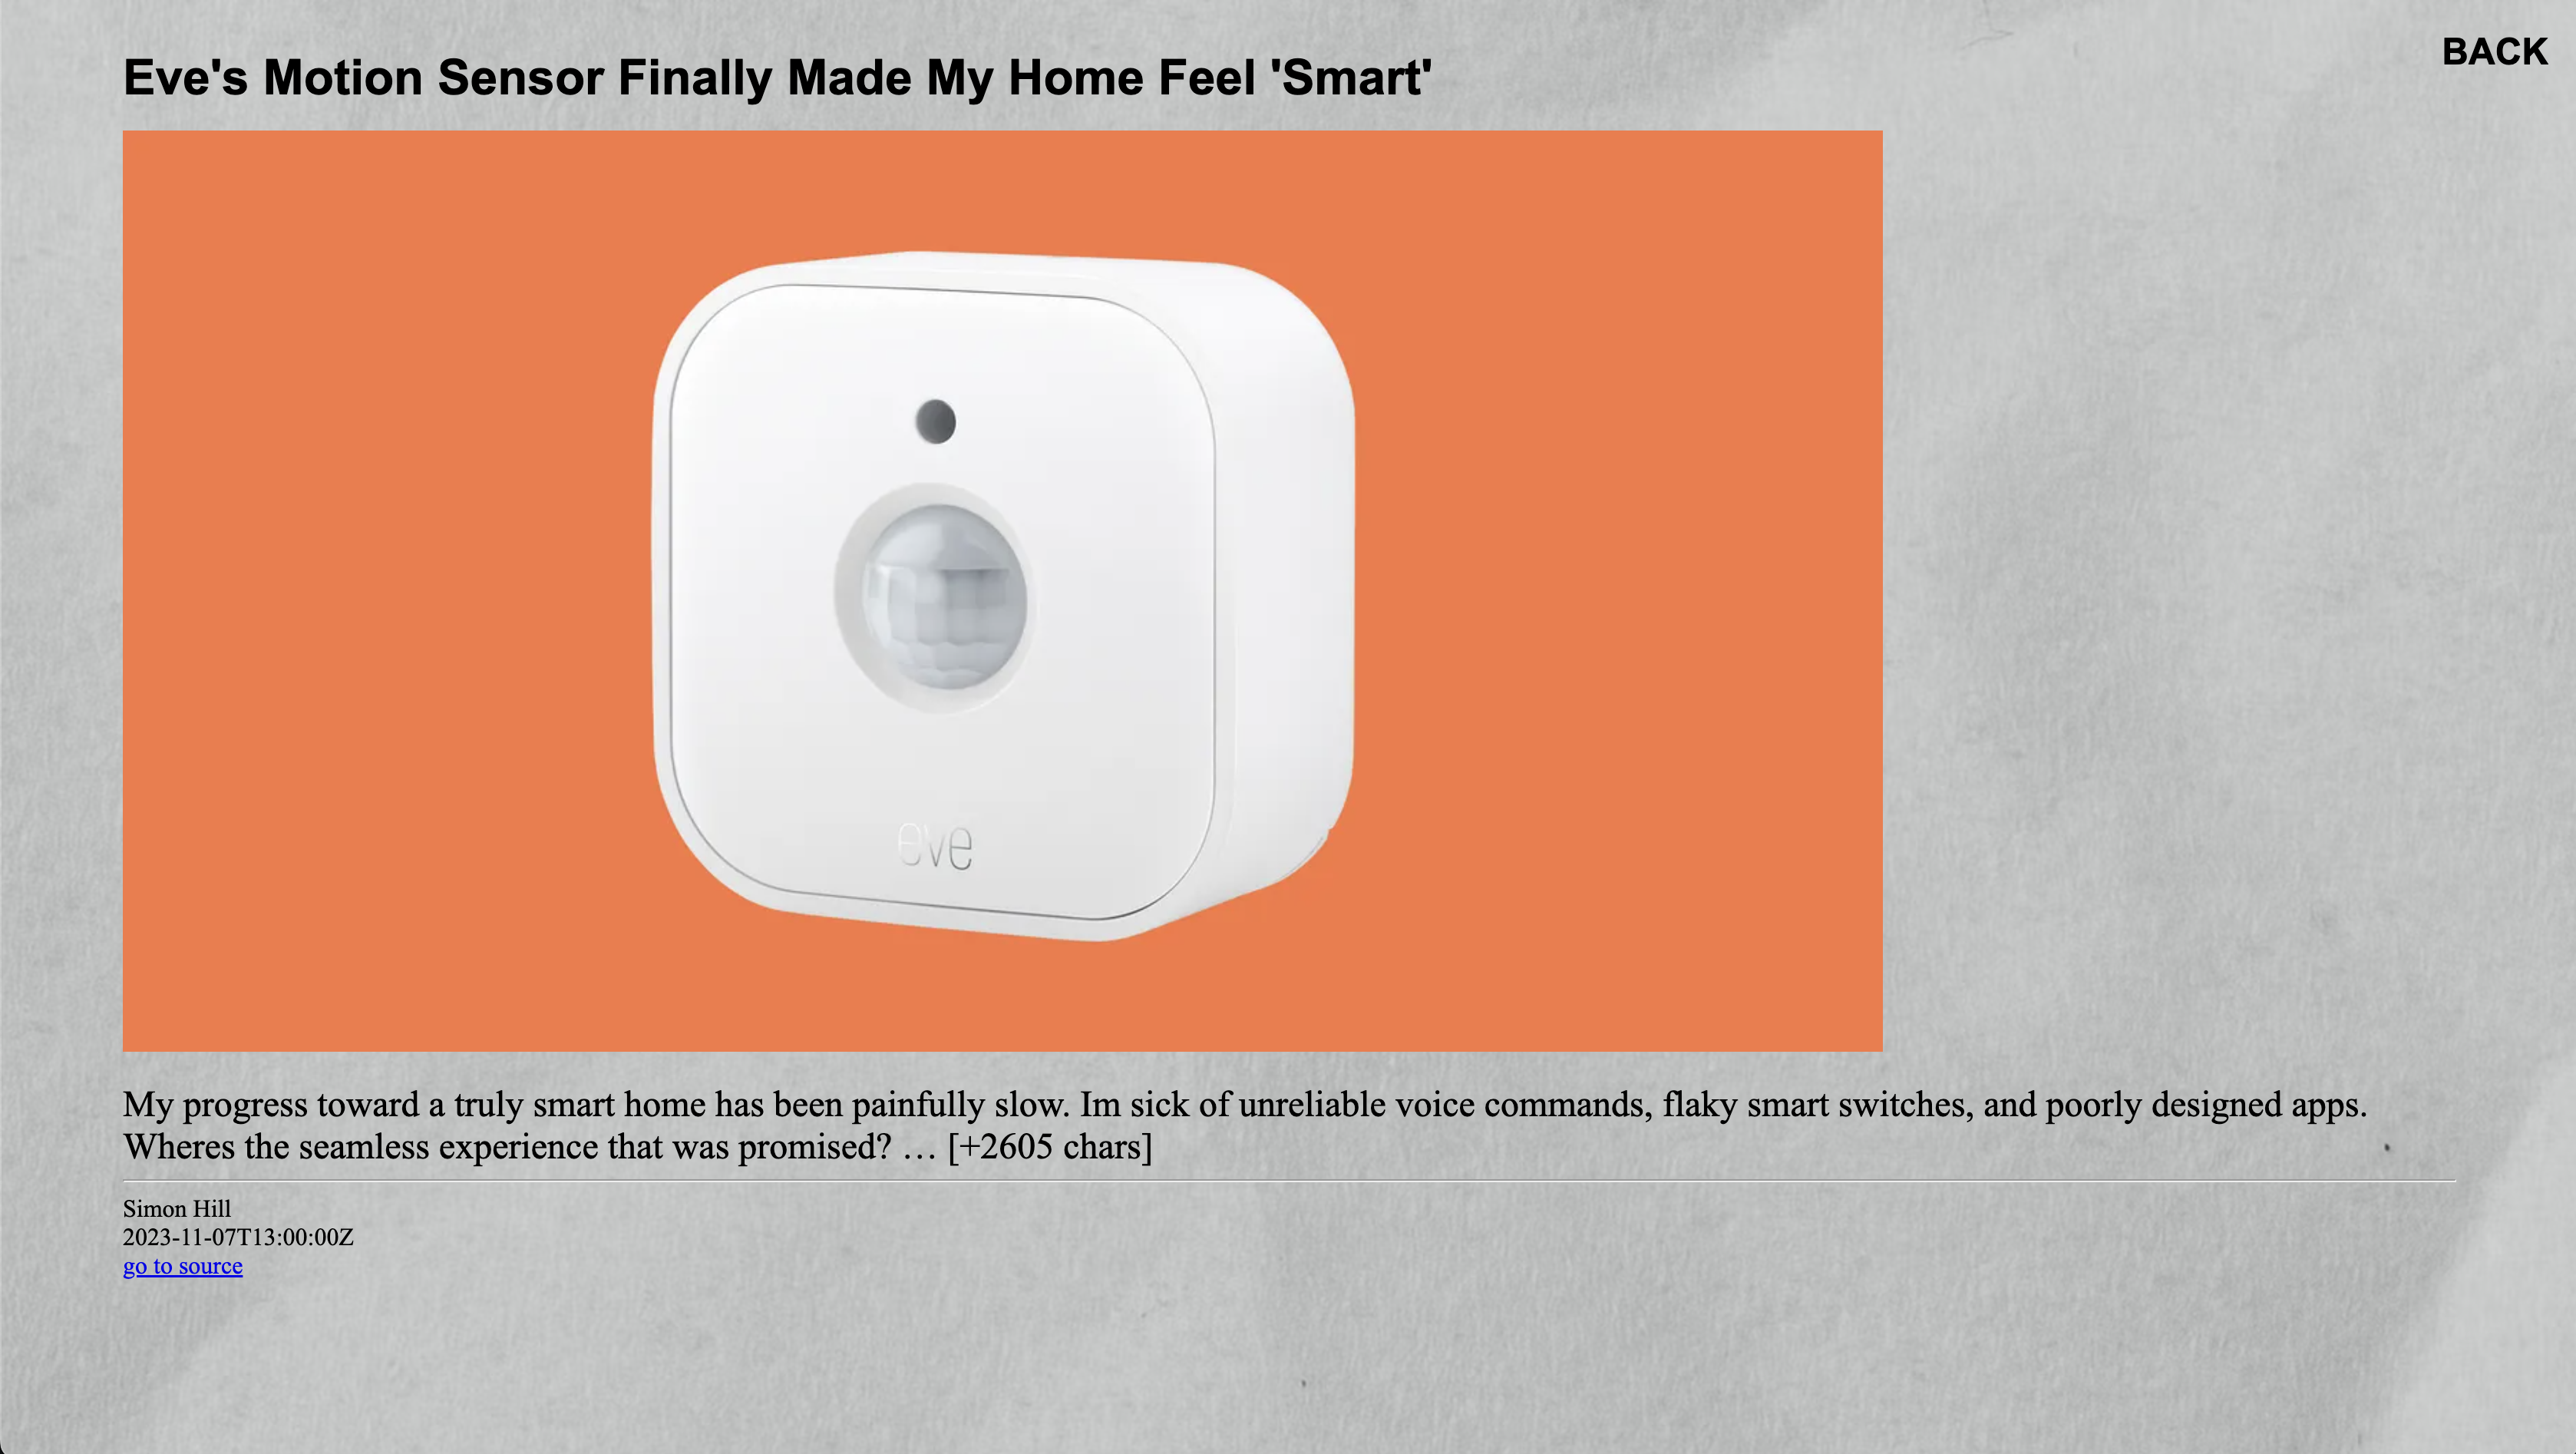 BACK
Eve's Motion Sensor Finally Made My Home Feel 'Smart'
eve
My progress toward a truly smart home has been painfully slow. Im sick of unreliable voice commands, flaky smart switches, and poorly designed apps.
Wheres the seamless experience that was promised? … [+2605 chars]
Simon Hill
2023-11-07T13:00:00Z
go to source